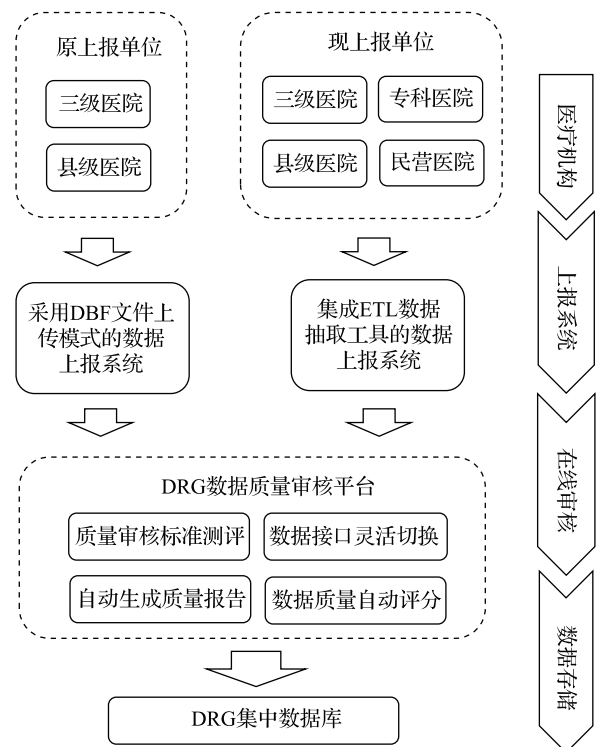 原上报单位
三级医院
县级医院
现上报单位
三级医院
专科医院
县级医院
民营医院
采用DBF文件上
传模式的数据
上报系统
集成ETL数据
抽取工具的数据
上报系统
DRG数据质量审核平台
质量审核标准测评
数据接口灵活切换
自动生成质量报告
数据质量自动评分
DRG集中数据库
医疗机构
上报系统
在线审核
数据存储